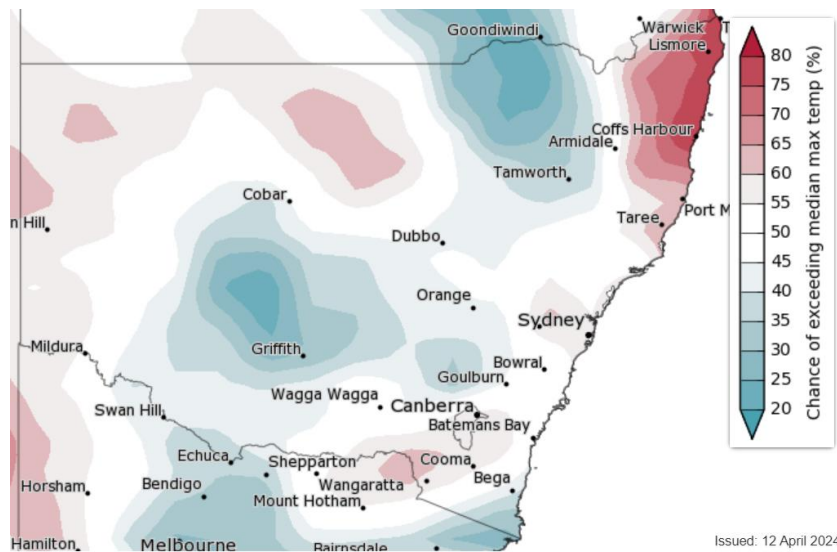 Goondiwindi
Warwick
T
Lismore
Coffs Harbour
Armidale
Tamworth
Cobar
n Hill
Taree
Port M
Dubbo
Orange
Sydney
Mildura
Griffith
Bowral
Goulburn
Wagga Wagga
Canberra
Swan Hill
Batemans Bay
Echuca
Shepparton
Cooma
Horsham
Bendigo
Wangaratta
Bega
Mount Hotham
Hamilton
Melbourne
Bairnsdale
80
75
70
65
60
55
50
45
40
35
30
25
20
Chance of exceeding median max temp (%)
Issued: 12 April 2024